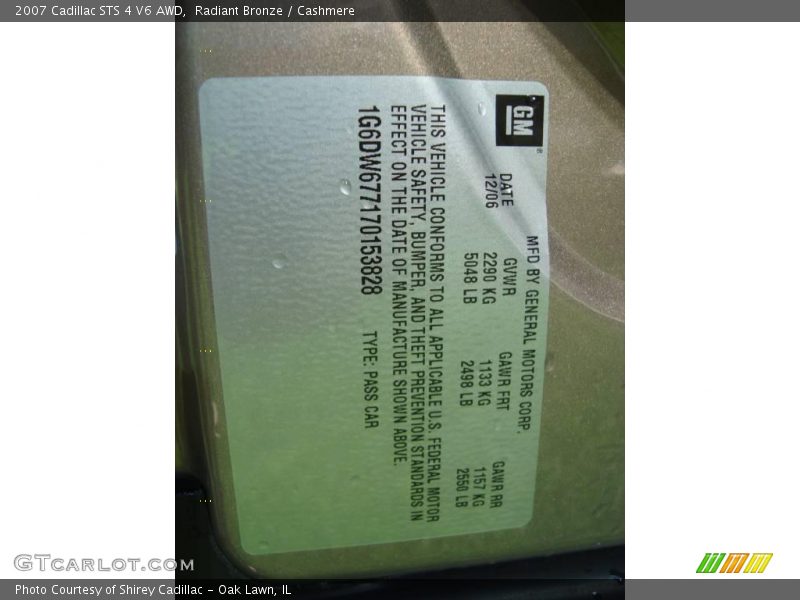 2007 Cadillac STS 4 V6 AWD,  Radiant Bronze / Cashmere
GM
MFD BY GENERAL MOTORS CORP.
DATE GVWR GAWR FRT GAWR RR
12/06 2290 KG 1133 KG 1157 KG
5048 LB 2498 LB 2550 LB
THIS VEHICLE CONFORMS TO ALL APPLICABLE U.S. FEDERAL MOTOR
VEHICLE SAFETY, BUMPER, AND THEFT PREVENTION STANDARDS IN
EFFECT ON THE DATE OF MANUFACTURE SHOWN ABOVE.
1G6DW677170153828 TYPE: PASS CAR
GTCarlot.com
Photo Courtesy of Shirey Cadillac - Oak Lawn, IL